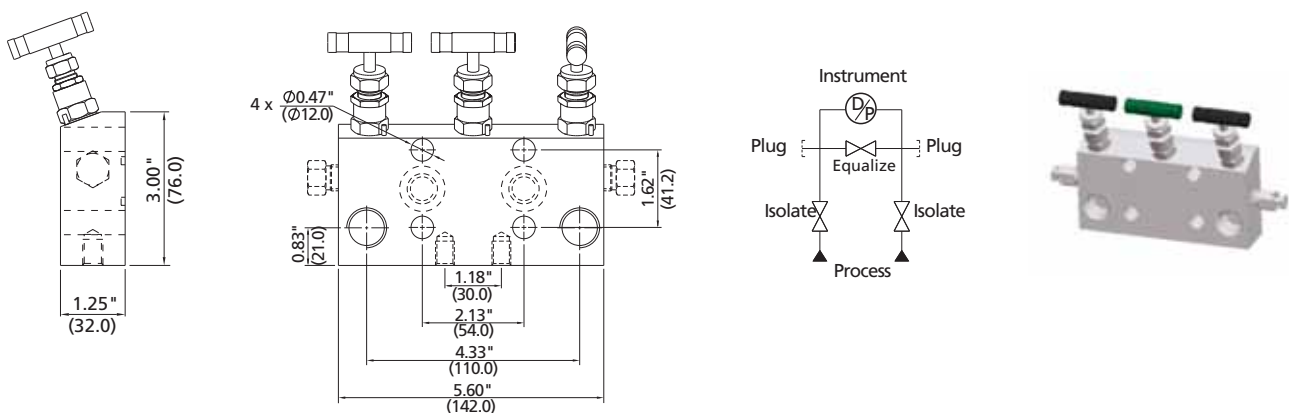 3.00"
(76.0)
1.25"
(32.0)
4 x Ø0.47"
(Ø12.0)
1.62"
(41.2)
0.83"
(21.0)
1.18"
(30.0)
2.13"
(54.0)
4.33"
(110.0)
5.60"
(142.0)
Instrument
D/P
Plug
Plug
Equalize
Isolate
Isolate
Process